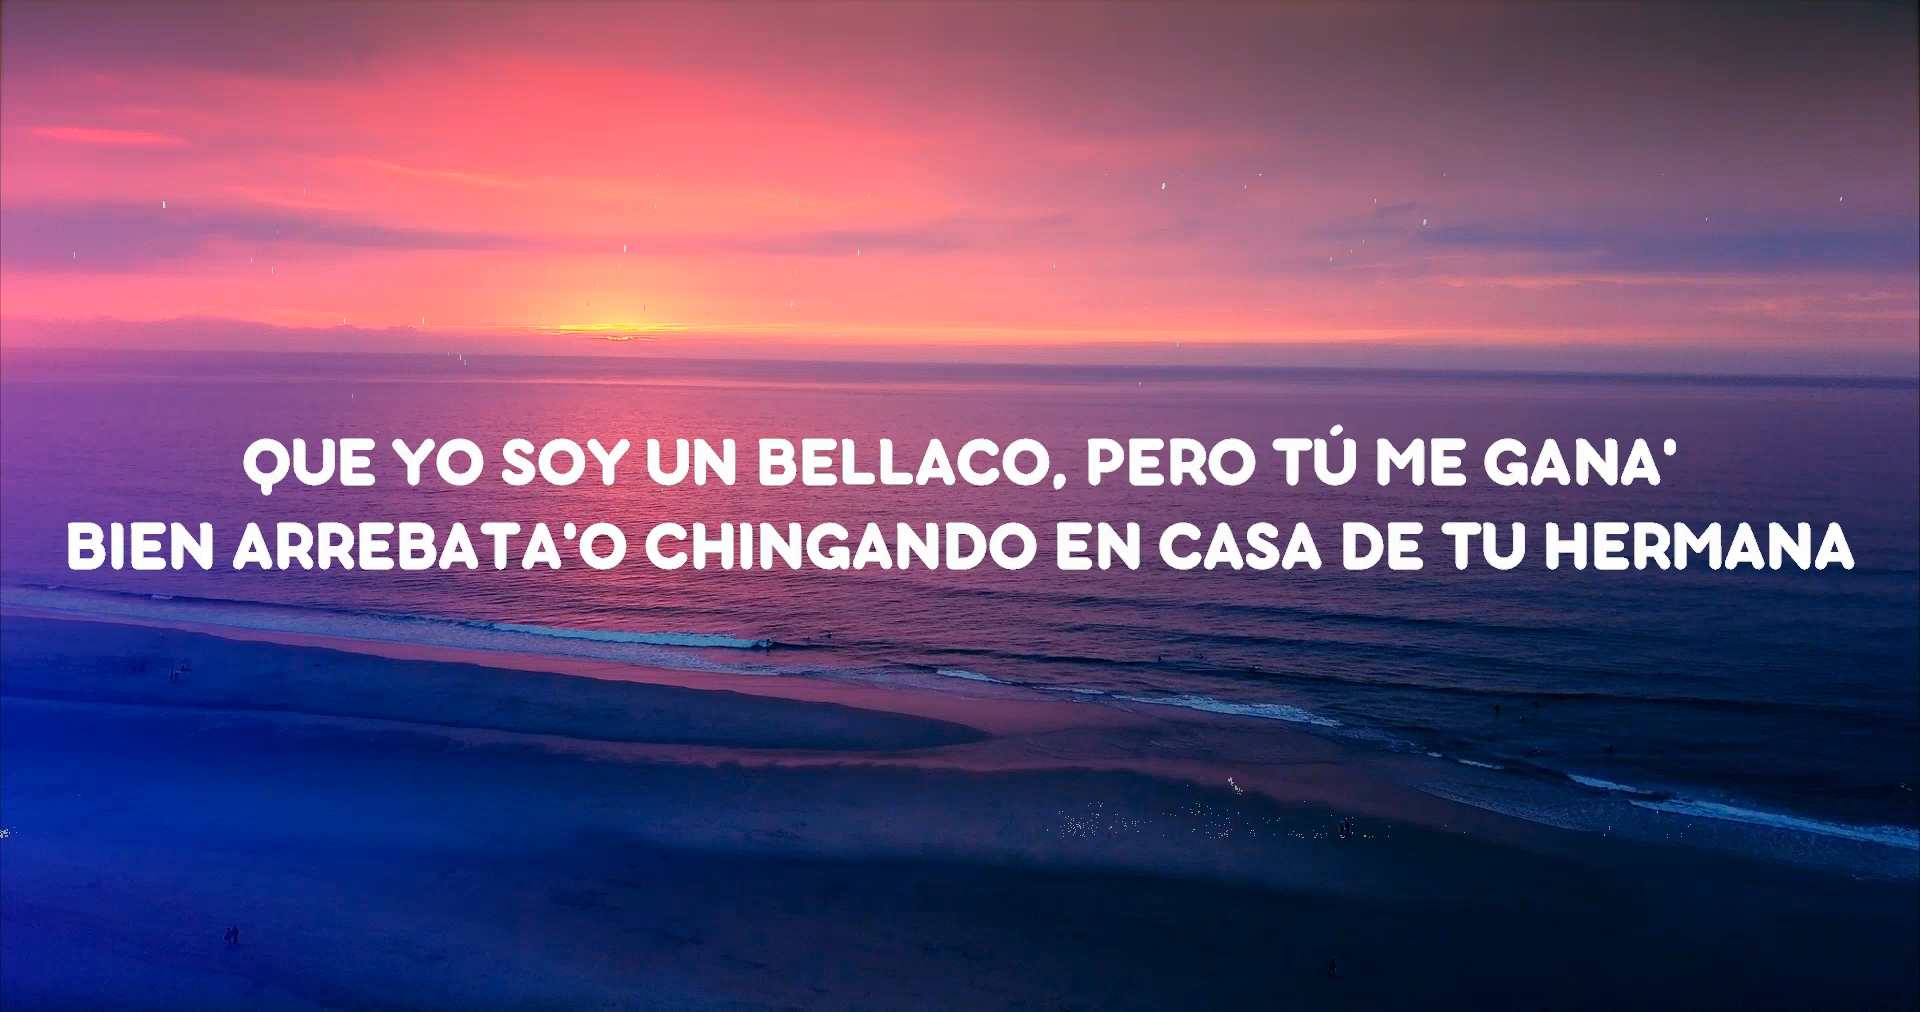 QUE YO SOY UN BELLACO, PERO TÚ ME GANA'
BIEN ARREBATA'O CHINGANDO EN CASA DE TU HERMANA